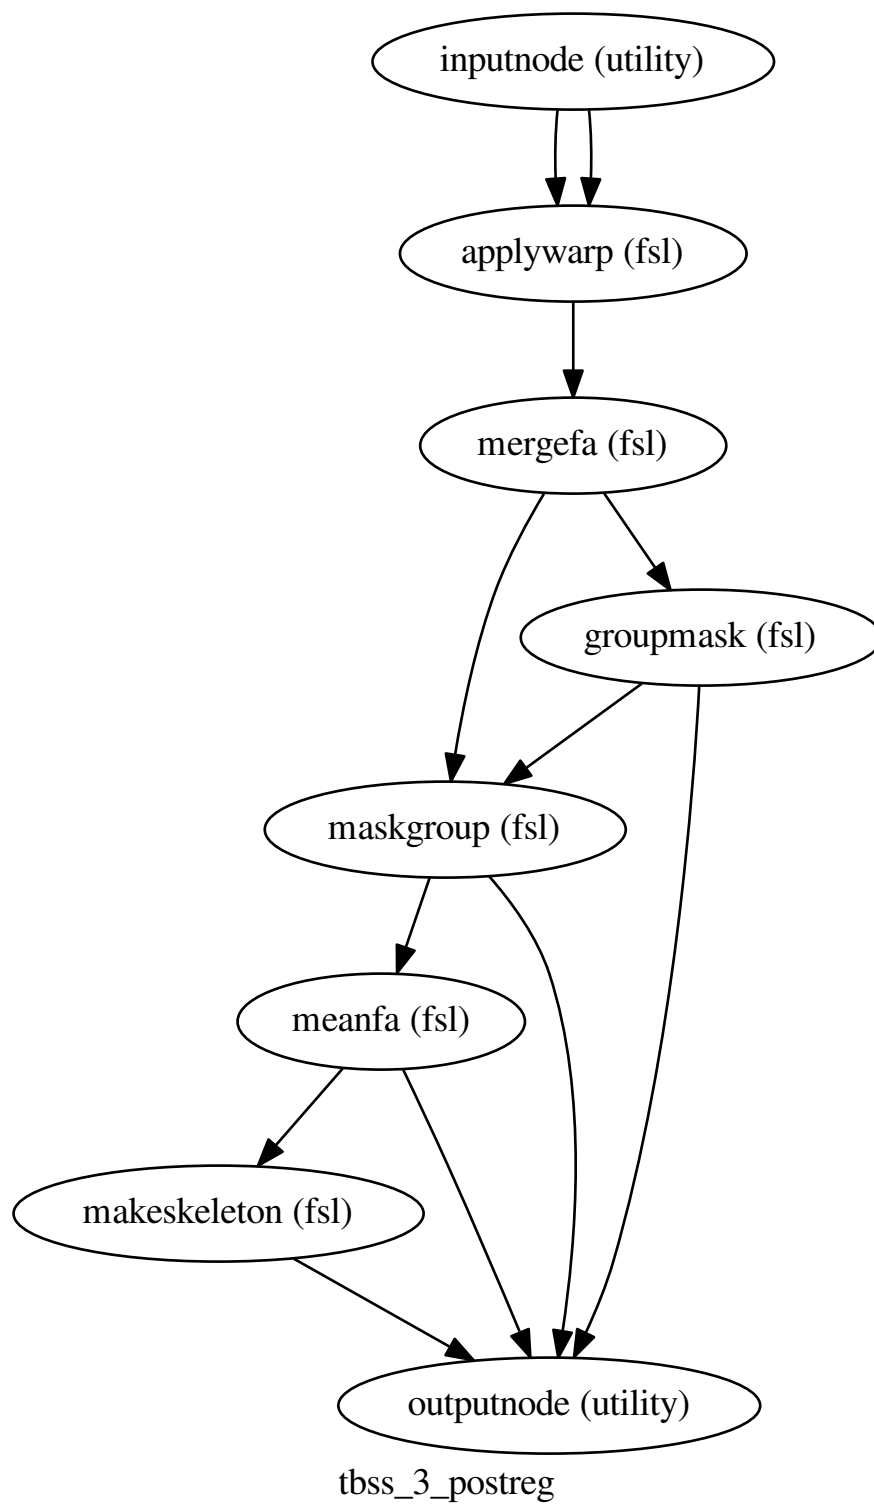 inputnode (utility)
applywarp (fsl)
mergefa (fsl)
groupmask (fsl)
maskgroup (fsl)
meanfa (fsl)
makeskeleton (fsl)
outputnode (utility)
tbss_3_postreg